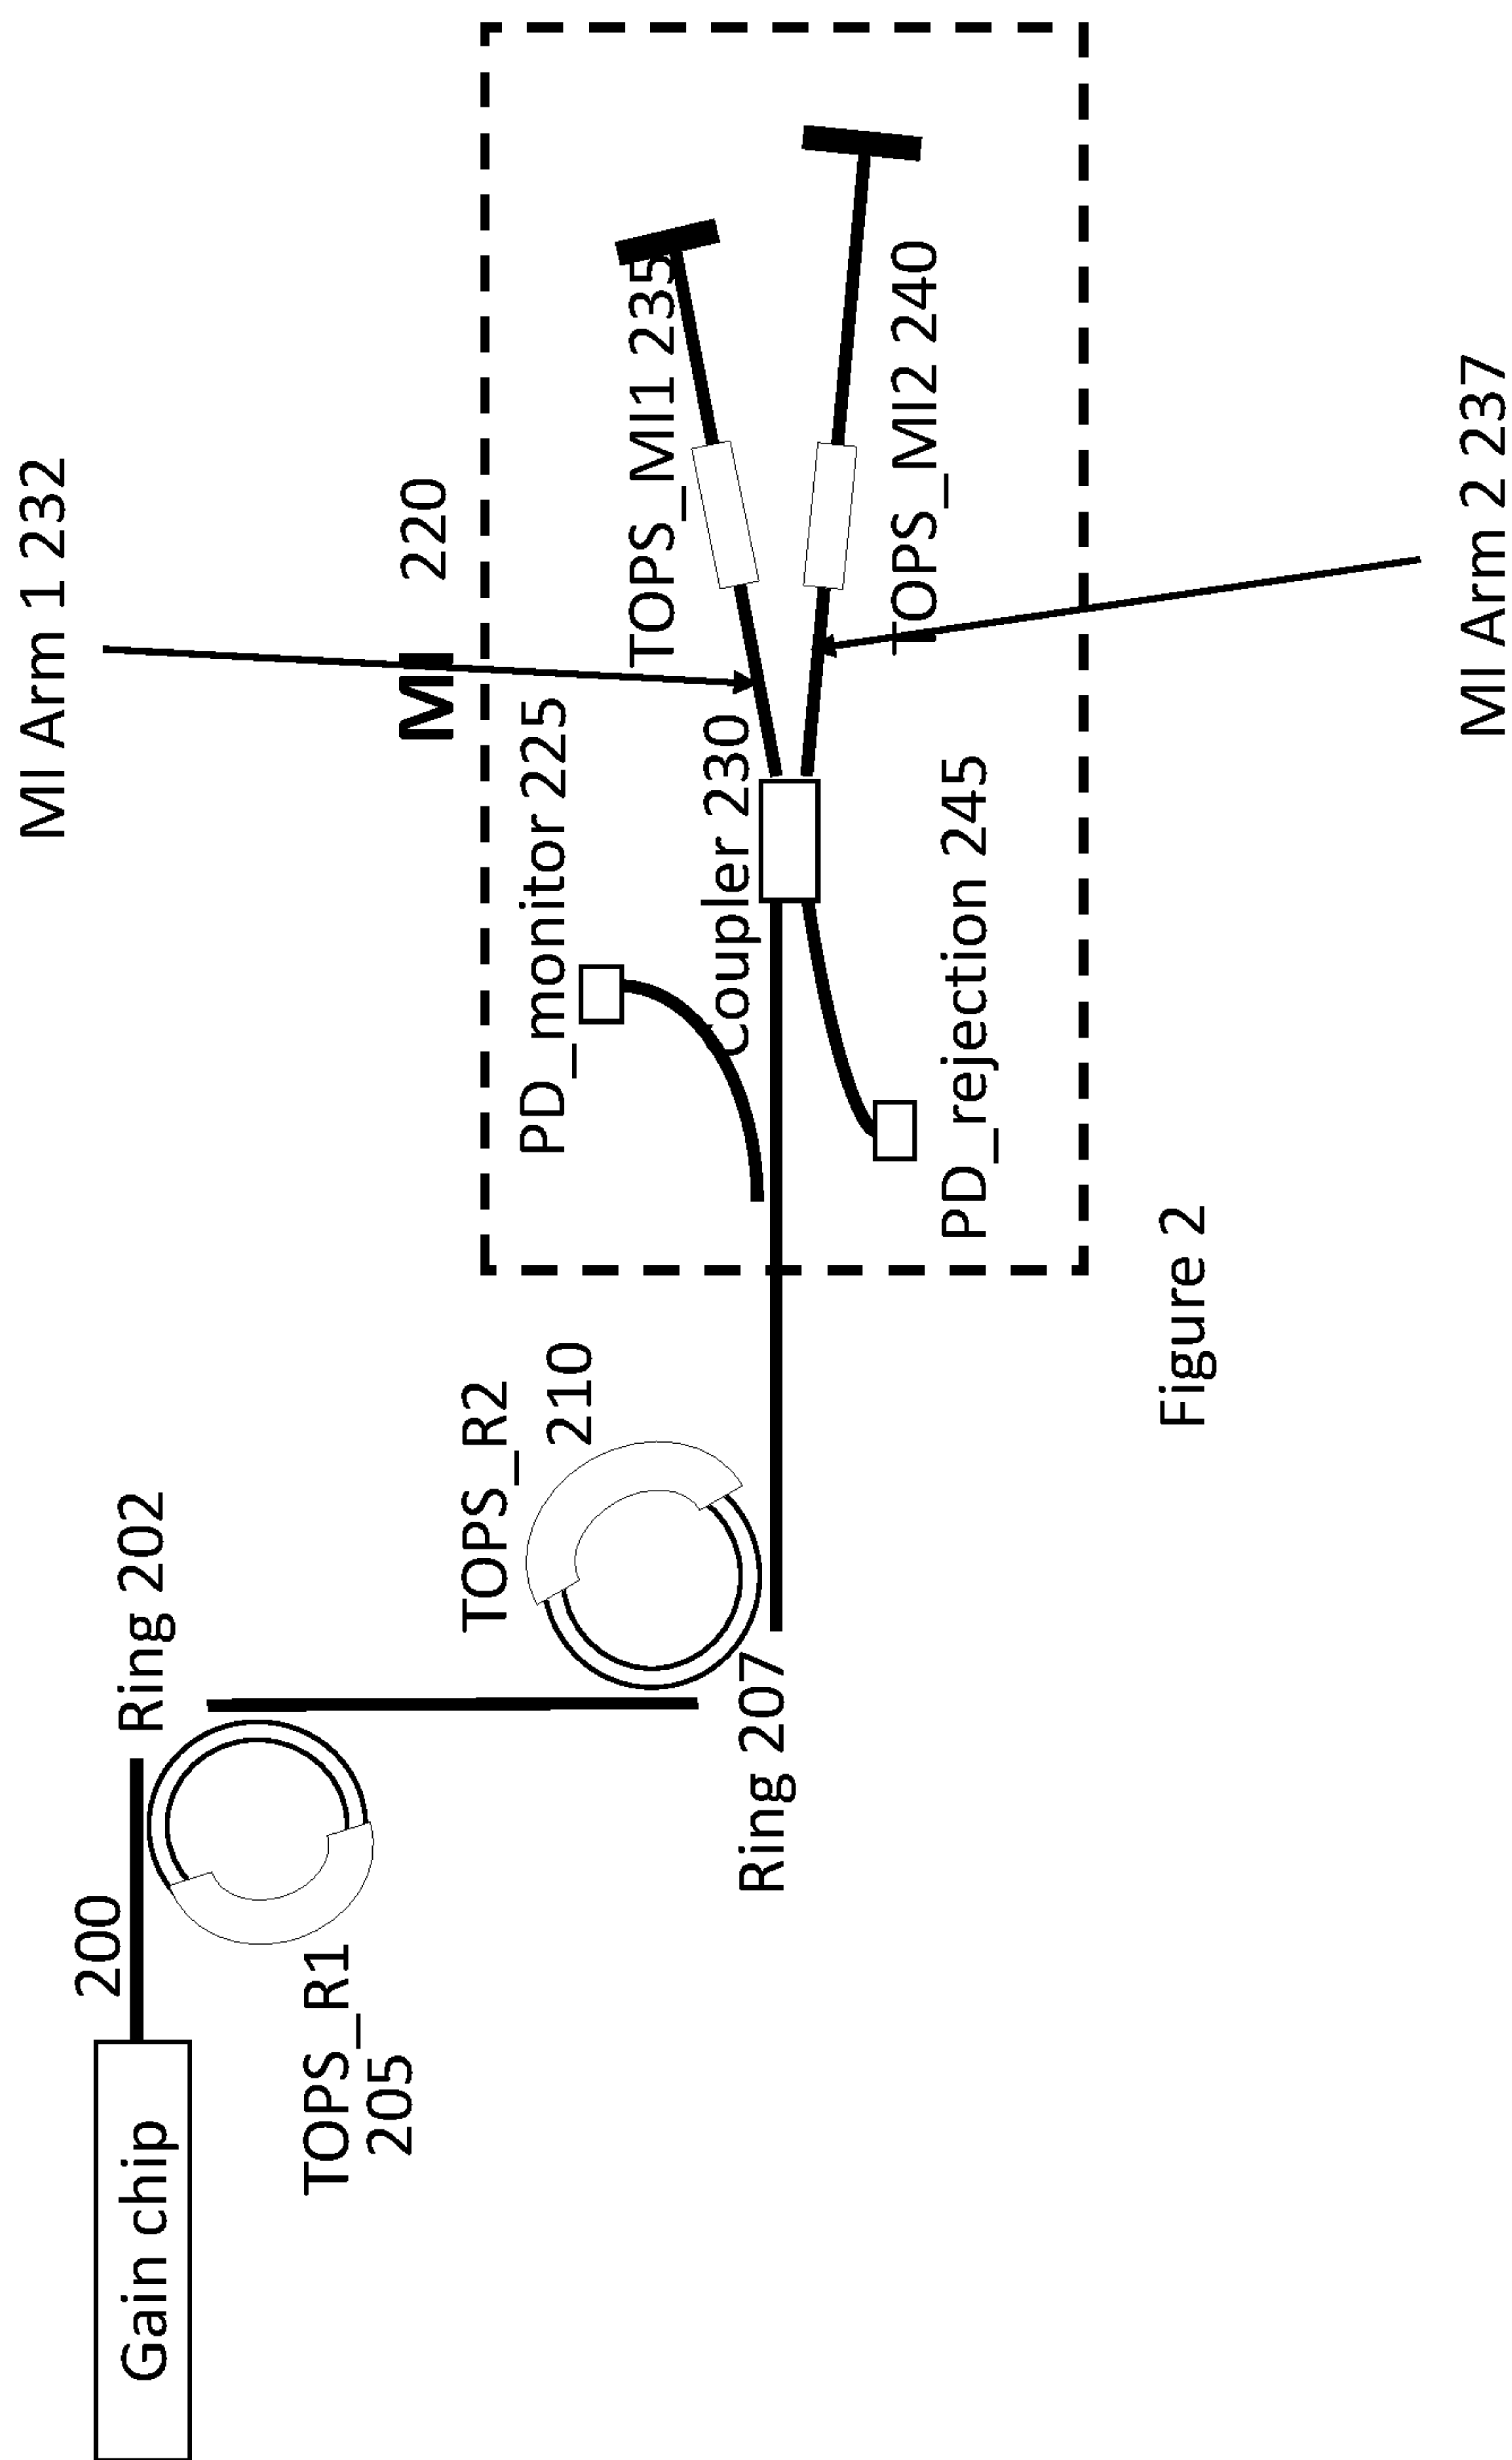 MI Arm 1 232
MI 220
Gain chip
200
Ring 202
TOPS_R1
205
TOPS_R2
210
Ring 207
PD_monitor 225
TOPS_MI1 235
Coupler 230
TOPS_MI2 240
PD_rejection 245
Figure 2
MI Arm 2 237